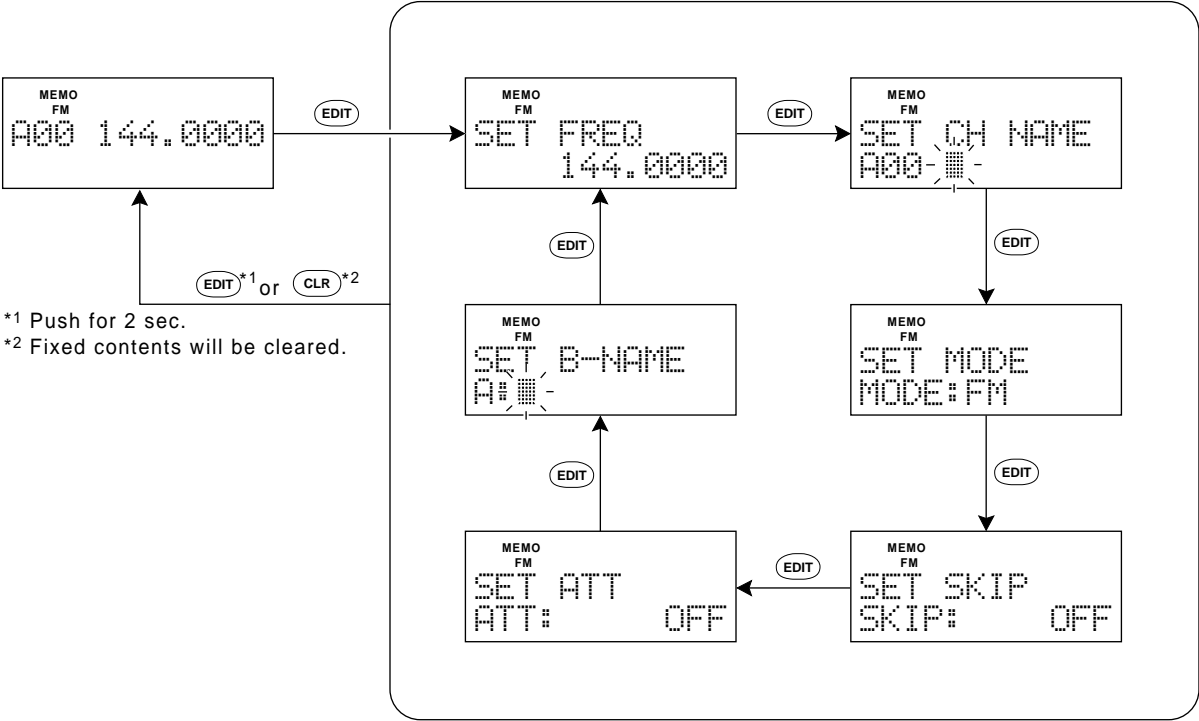 MEMO
FM
A00 144.0000
EDIT
MEMO
FM
SET FREQ
144.0000
EDIT
MEMO
FM
SET CH NAME
A00-
EDIT
EDIT
EDIT*1 or CLR*2
*1 Push for 2 sec.
*2 Fixed contents will be cleared.
MEMO
FM
SET B-NAME
A:
MEMO
FM
SET MODE
MODE:FM
EDIT
EDIT
MEMO
FM
SET ATT
ATT: OFF
EDIT
MEMO
FM
SET SKIP
SKIP: OFF